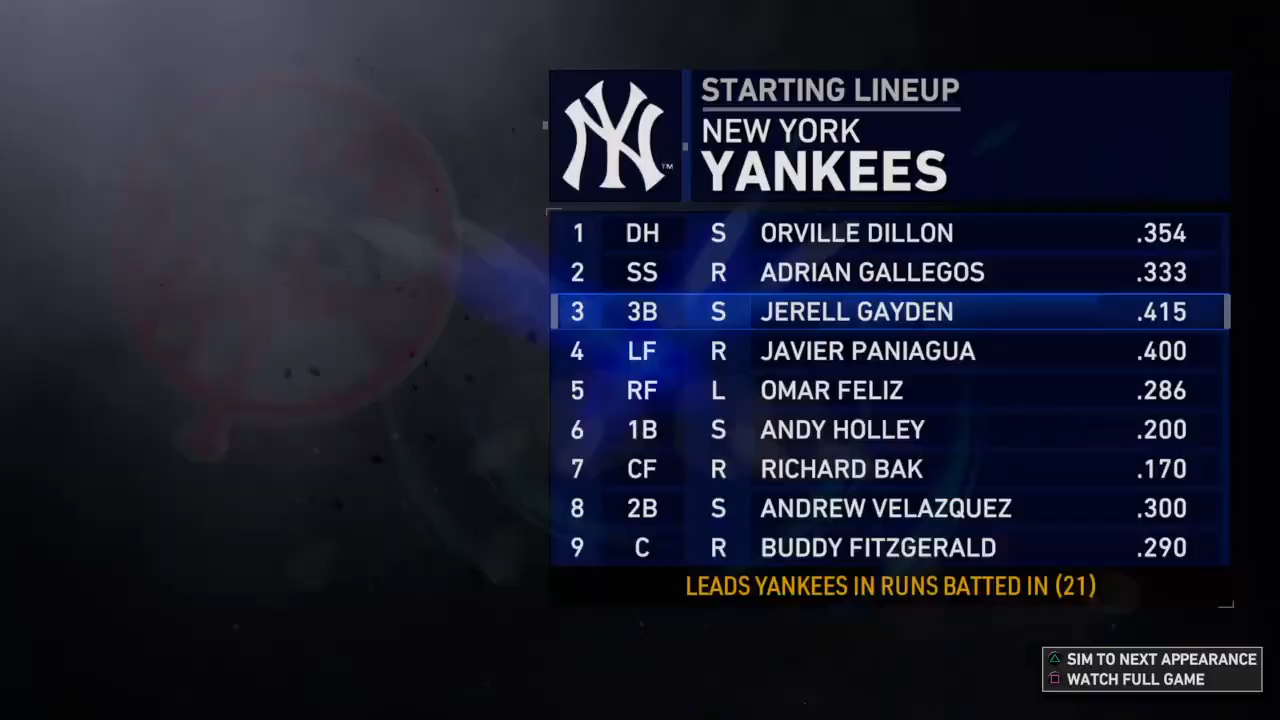 NY™
STARTING LINEUP
NEW YORK
YANKEES
1 DH S ORVILLE DILLON .354
2 SS R ADRIAN GALLEGOS .333
3 3B S JERELL GAYDEN .415
4 LF R JAVIER PANIAGUA .400
5 RF L OMAR FELIZ .286
6 1B S ANDY HOLLEY .200
7 CF R RICHARD BAK .170
8 2B S ANDREW VELAZQUEZ .300
9 C R BUDDY FITZGERALD .290
LEADS YANKEES IN RUNS BATTED IN (21)
SIM TO NEXT APPEARANCE
WATCH FULL GAME